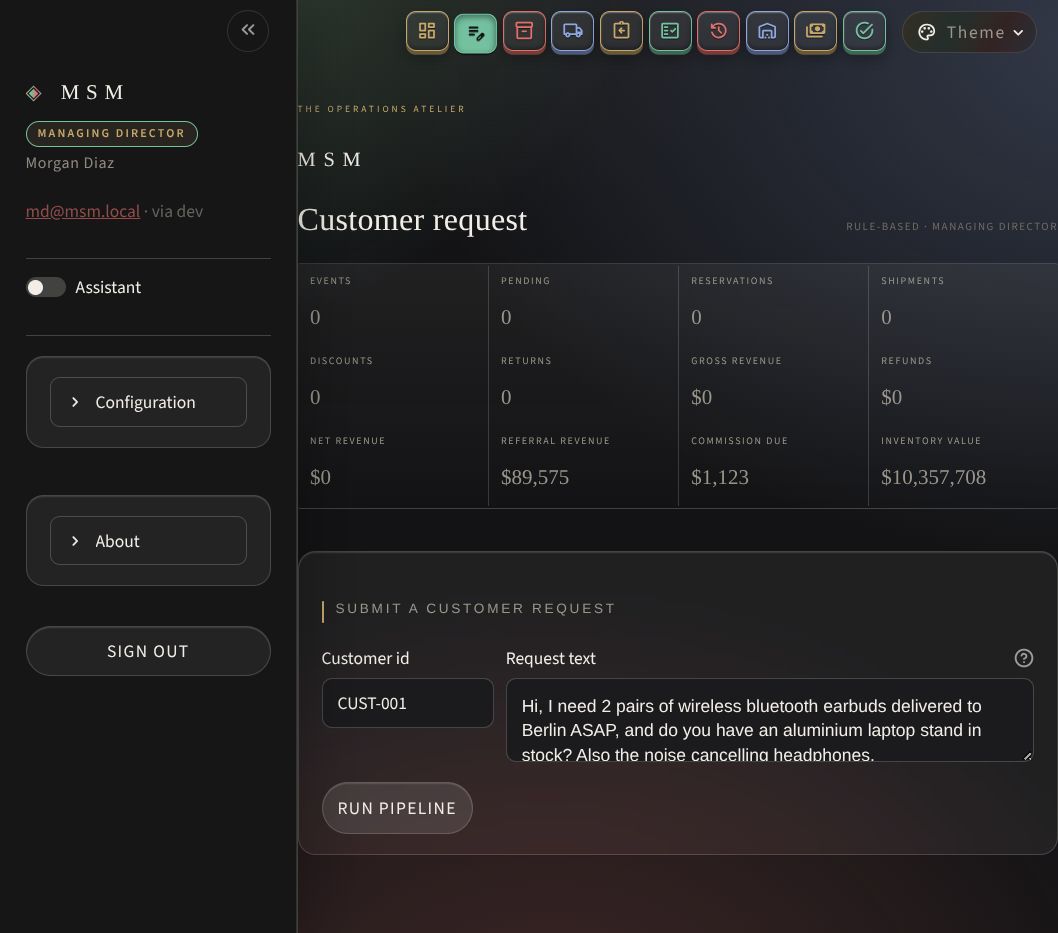 Theme
MSM
MANAGING DIRECTOR
Morgan Diaz
md@msm.local · via dev
Assistant
Configuration
About
SIGN OUT
THE OPERATIONS ATELIER
MSM
Customer request
RULE-BASED · MANAGING DIRECTOR
EVENTS
0
PENDING
0
RESERVATIONS
0
SHIPMENTS
0
DISCOUNTS
0
RETURNS
0
GROSS REVENUE
$0
REFUNDS
$0
NET REVENUE
$0
REFERRAL REVENUE
$89,575
COMMISSION DUE
$1,123
INVENTORY VALUE
$10,357,708
SUBMIT A CUSTOMER REQUEST
Customer id
CUST-001
Request text
Hi, I need 2 pairs of wireless bluetooth earbuds delivered to
Berlin ASAP, and do you have an aluminium laptop stand in
stock? Also the noise cancelling headphones.
RUN PIPELINE